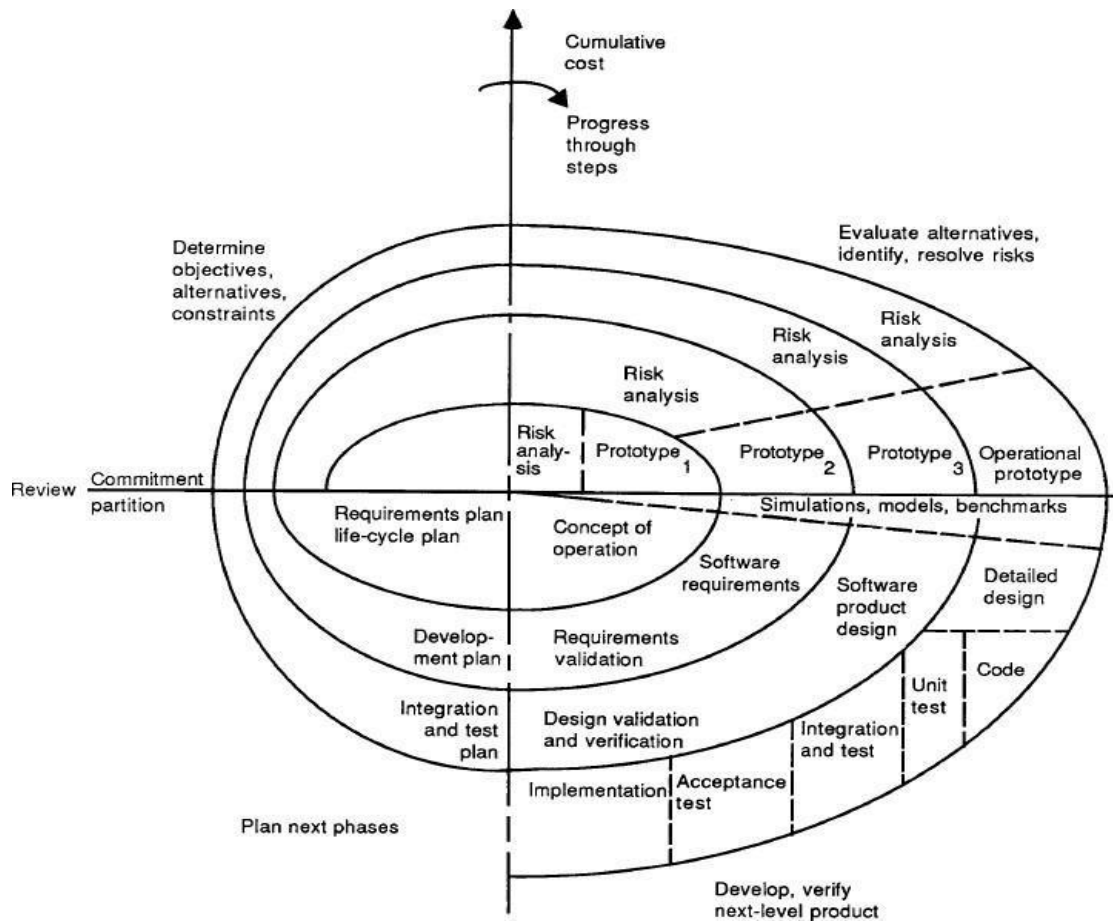 Cumulative
cost
Progress
through
steps
Determine
objectives,
alternatives,
constraints
Evaluate alternatives,
identify, resolve risks
Risk
analysis
Risk
analysis
Risk
analysis
Risk
analy-
sis
Prototype 1
Prototype 2
Prototype 3
Operational
prototype
Review
Commitment
partition
Simulations, models, benchmarks
Requirements plan
life-cycle plan
Concept of
operation
Software
requirements
Software
product
design
Detailed
design
Develop-
ment plan
Requirements
validation
Code
Unit
test
Integration
and test
plan
Design validation
and verification
Integration
and test
Acceptance
test
Implementation
Plan next phases
Develop, verify
next-level product